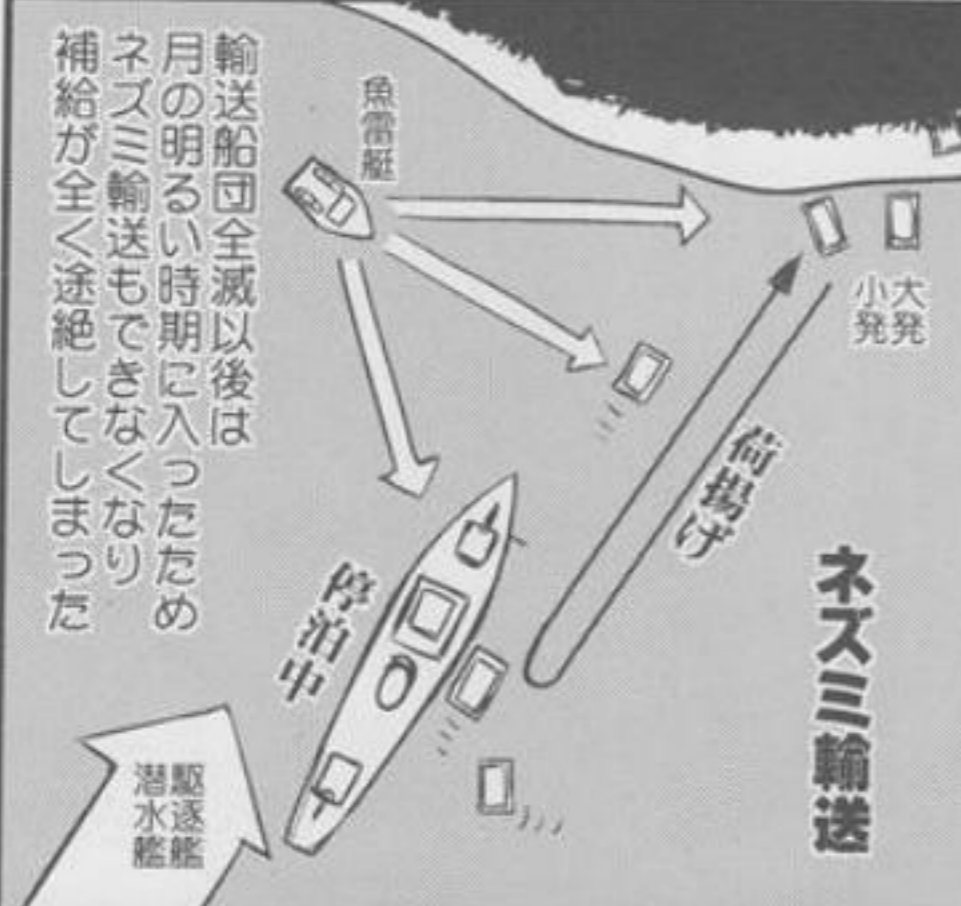 ネズミ輸送
大発
小発
荷揚げ
魚雷艇
停泊中
駆逐艦
潜水艦
輸送船団全滅以後は
月の明るい時期に入ったため
ネズミ輸送もできなくなり
補給が全く途絶してしまった